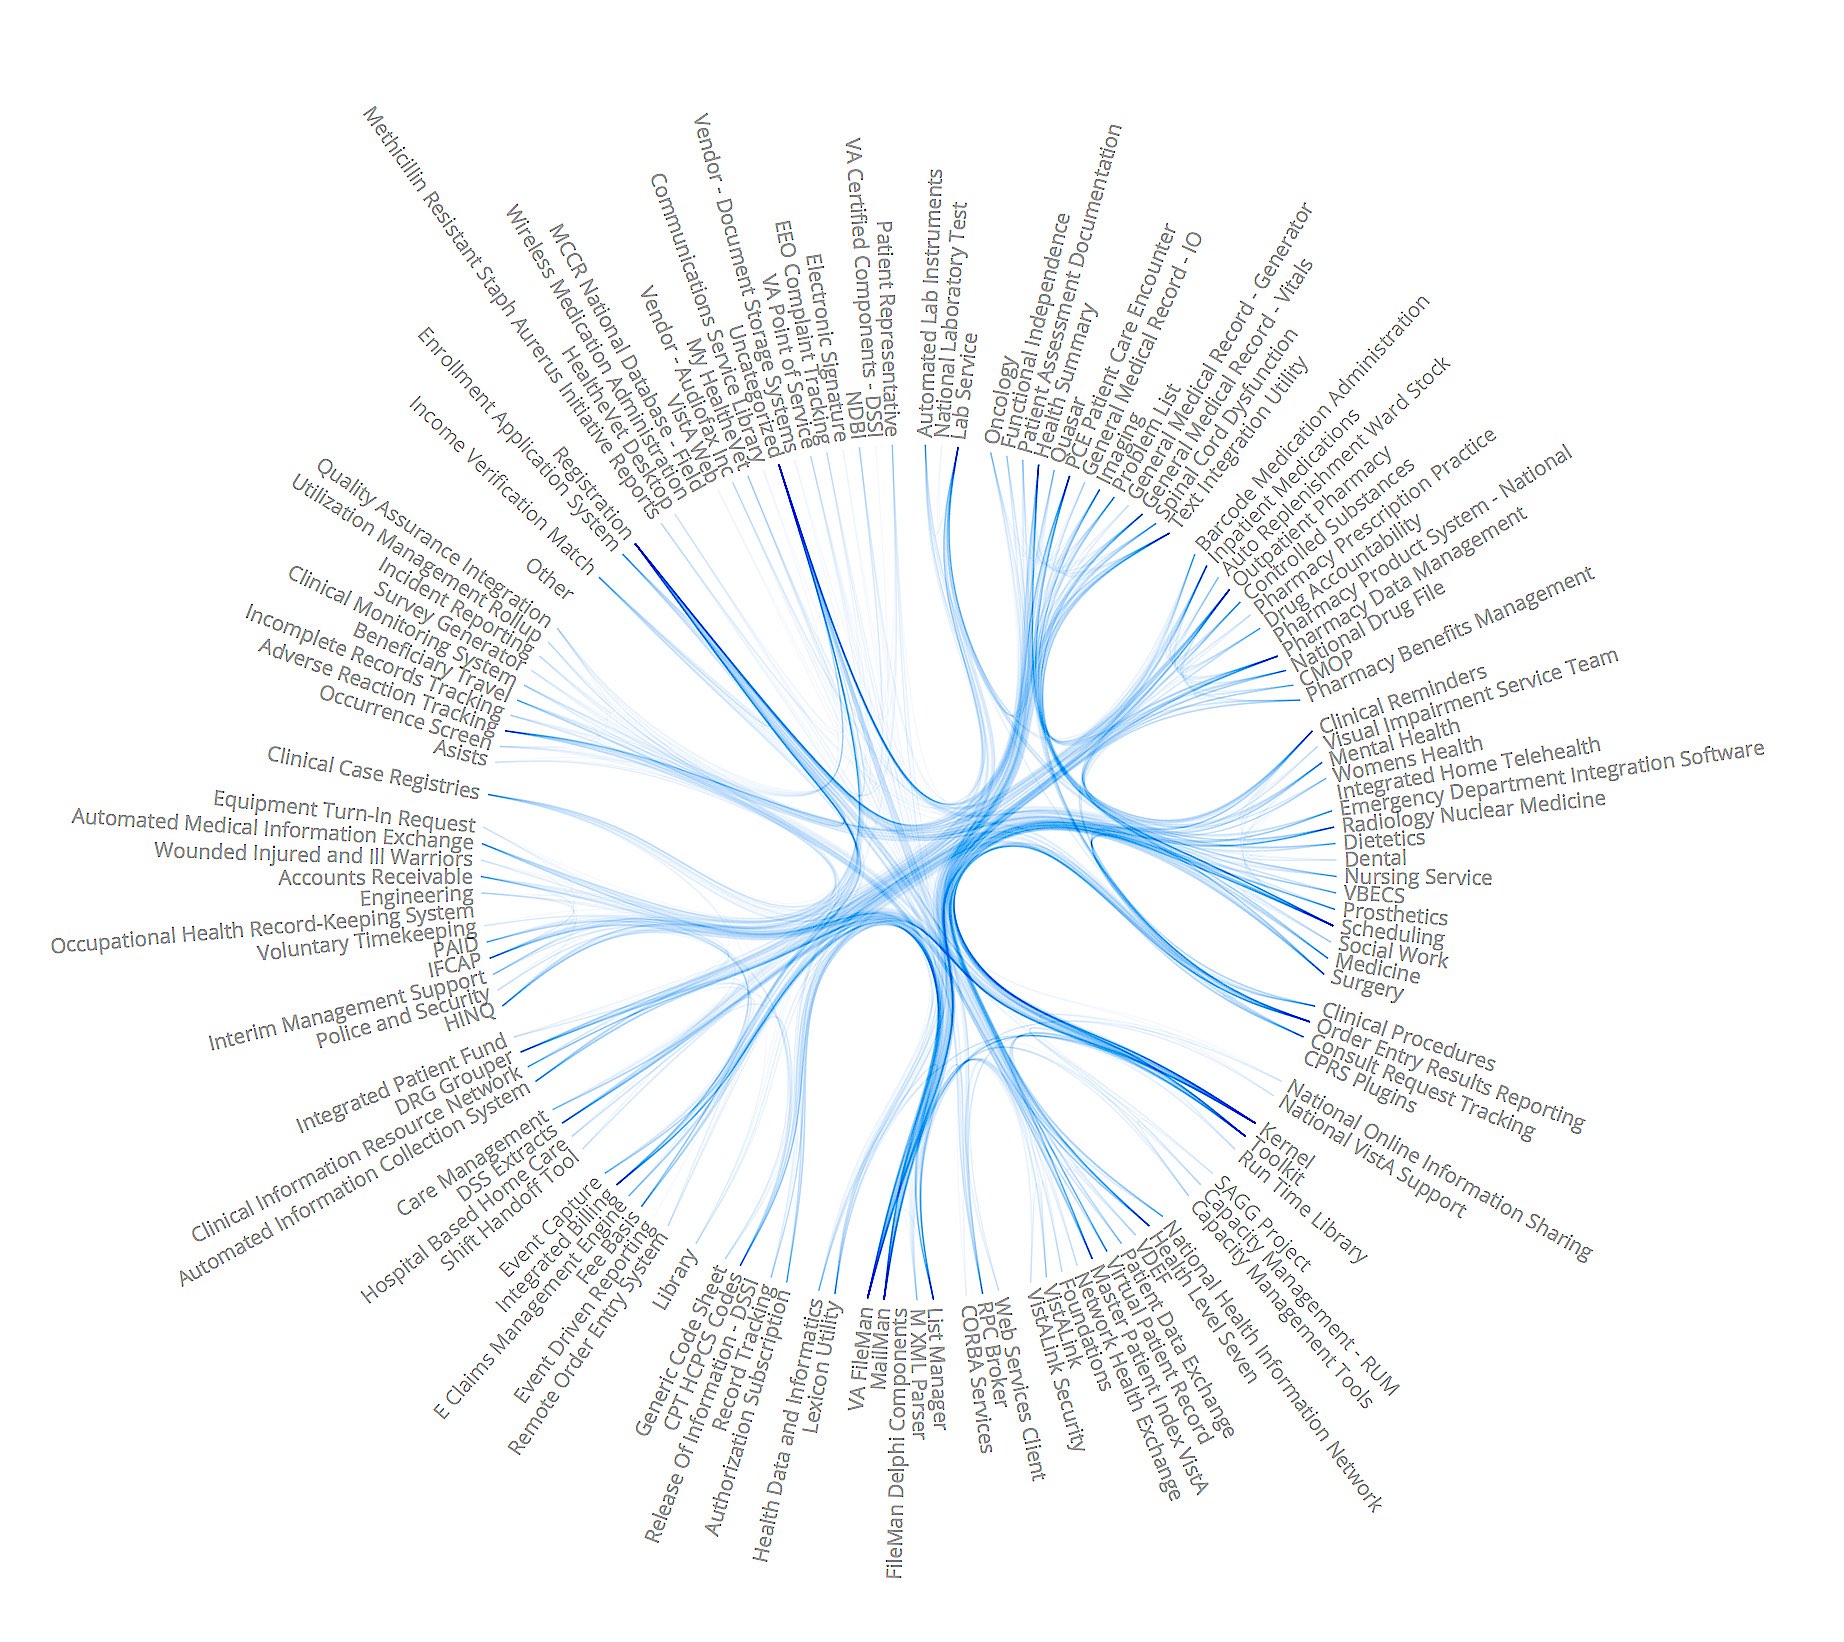 Automated Lab Instruments
National Laboratory Test
Lab Service
Oncology
Functional Independence
Patient Assessment Documentation
Health Summary
Quasar
PCE Patient Care Encounter
General Medical Record - IO
Imaging
Problem List
General Medical Record - Generator
General Medical Record - Vitals
Spinal Cord Dysfunction
Text Integration Utility
Barcode Medication Administration
Inpatient Medications
Auto Replenishment Ward Stock
Outpatient Pharmacy
Controlled Substances
Pharmacy Prescription Practice
Drug Accountability
Pharmacy Product System - National
Pharmacy Data Management
National Drug File
CMOP
Pharmacy Benefits Management
Clinical Reminders
Visual Impairment Service Team
Mental Health
Womens Health
Integrated Home Telehealth
Emergency Department Integration Software
Radiology Nuclear Medicine
Dietetics
Dental
Nursing Service
VBECS
Prosthetics
Scheduling
Social Work
Medicine
Surgery
Clinical Procedures
Order Entry Results Reporting
Consult Request Tracking
CPRS Plugins
National Online Information Sharing
National VistA Support
Kernel
Toolkit
Run Time Library
SAGG Project
Capacity Management - RUM
Capacity Management Tools
National Health Information Network
Health Level Seven
VDEF
Patient Data Exchange
Virtual Patient Record
Master Patient Index VistA
Network Health Exchange
Foundations
VistALink
VistALink Security
Web Services Client
RPC Broker
CORBA Services
List Manager
M XML Parser
FileMan Delphi Components
MailMan
VA FileMan
Lexicon Utility
Health Data and Informatics
Authorization Subscription
Record Tracking
Release Of Information - DSSI
CPT HCPCS Codes
Generic Code Sheet
Library
Remote Order Entry System
Event Driven Reporting
Fee Basis
E Claims Management Engine
Integrated Billing
Event Capture
Shift Handoff Tool
Hospital Based Home Care
DSS Extracts
Care Management
Automated Information Collection System
Clinical Information Resource Network
DRG Grouper
Integrated Patient Fund
HINQ
Police and Security
Interim Management Support
IFCAP
PAID
Voluntary Timekeeping
Occupational Health Record-Keeping System
Engineering
Accounts Receivable
Wounded Injured and Ill Warriors
Automated Medical Information Exchange
Equipment Turn-In Request
Clinical Case Registries
Asists
Occurrence Screen
Adverse Reaction Tracking
Incomplete Records Tracking
Beneficiary Travel
Clinical Monitoring System
Survey Generator
Incident Reporting
Utilization Management Rollup
Quality Assurance Integration
Other
Income Verification Match
Enrollment Application System
Registration
Methicillin Resistant Staph Aurerus Initiative Reports
HealtheVet Desktop
Wireless Medication Administration
MCCR National Database - Field
VistA Web
Vendor - Audiofax Inc
My HealtheVet
Communications Service Library
Uncategorized
Vendor - Document Storage Systems
VA Point of Service
EEO Complaint Tracking
Electronic Signature
NDBI
VA Certified Components - DSSI
Patient Representative